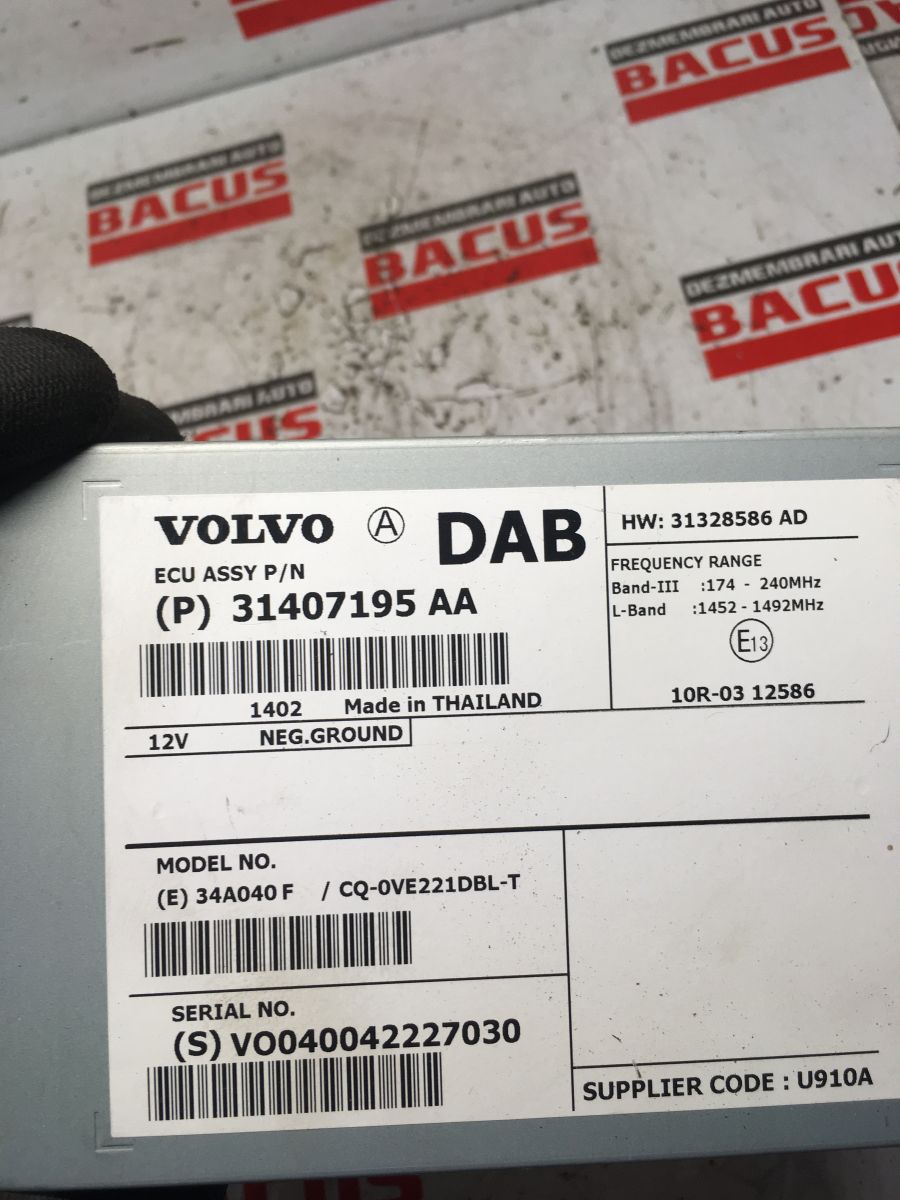 DEZMEMBRARI AUTO
BACUS
DEZMEMBRARI AUTO
BACUS
DEZMEMBRARI AUTO
BACUS
DEZMEMBRARI AUTO
BACUS
VOLVO A DAB
ECU ASSY P/N
(P) 31407195 AA
1402 Made in THAILAND
12V NEG.GROUND
HW: 31328586 AD
FREQUENCY RANGE
Band-III :174 - 240MHz
L-Band :1452 - 1492MHz
E13
10R-03 12586
MODEL NO.
(E) 34A040 F / CQ-0VE221DBL-T
SERIAL NO.
(S) VO040042227030
SUPPLIER CODE : U910A